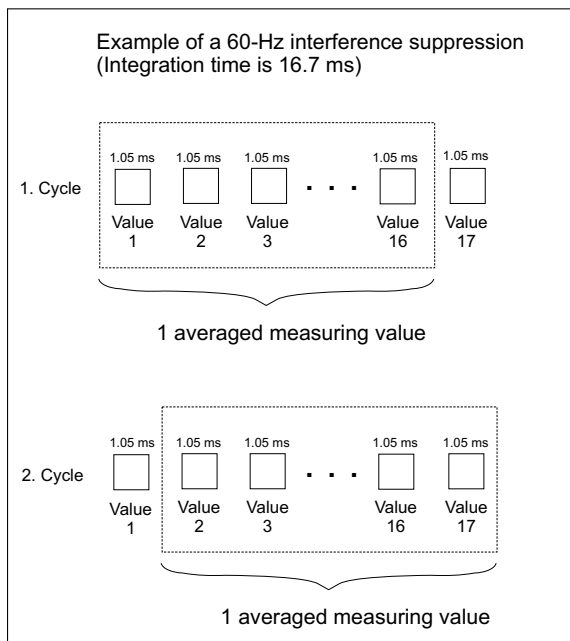 Example of a 60-Hz interference suppression
(Integration time is 16.7 ms)
1.05 ms 1.05 ms 1.05 ms 1.05 ms 1.05 ms
1. Cycle
Value Value Value Value Value
1 2 3 16 17
1 averaged measuring value
1.05 ms 1.05 ms 1.05 ms 1.05 ms 1.05 ms
2. Cycle
Value Value Value Value Value
1 2 3 16 17
1 averaged measuring value